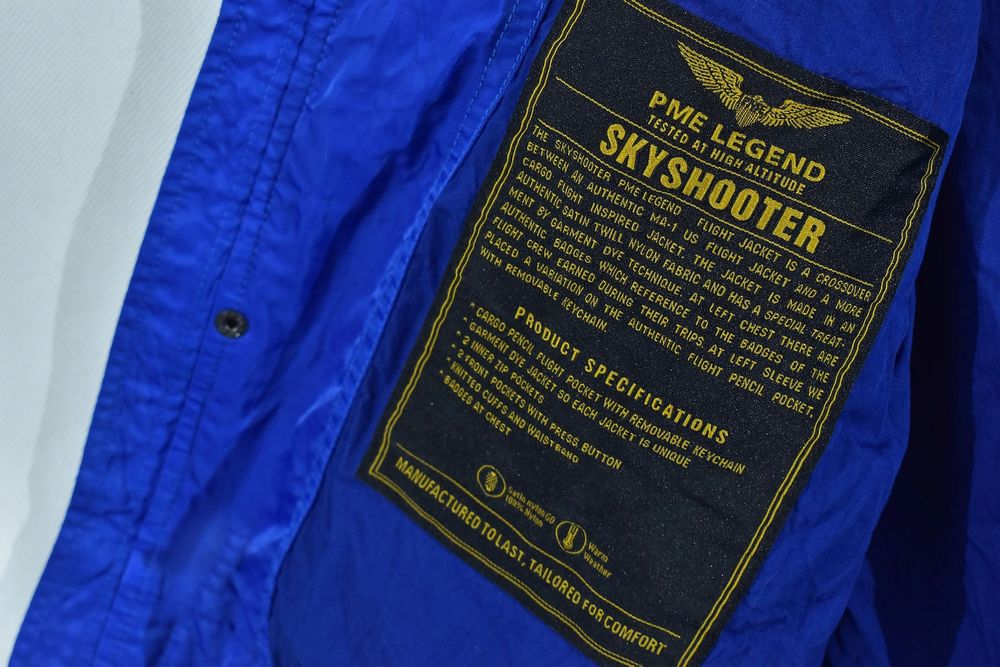 PME LEGEND
TESTED AT HIGH ALTITUDE
SKYSHOOTER
THE SKYSHOOTER PME LEGEND FLIGHT JACKET IS A CROSSOVER
BETWEEN AN AUTHENTIC MA-1 US FLIGHT JACKET AND A MORE
CARGO FLIGHT INSPIRED JACKET. THE JACKET IS MADE IN AN
AUTHENTIC SATIN TWILL NYLON FABRIC AND HAS A SPECIAL TREAT-
MENT BY GARMENT DYE TECHNIQUE. AT LEFT CHEST THERE ARE
AUTHENTIC BADGES, WHICH REFERENCE TO THE BADGES OF THE
FLIGHT CREW EARNED DURING THEIR TRIPS. AT LEFT SLEEVE WE
PLACED A VARIATION ON THE AUTHENTIC FLIGHT PENCIL POCKET,
WITH REMOVABLE KEYCHAIN.
PRODUCT SPECIFICATIONS
* CARGO PENCIL FLIGHT POCKET WITH REMOVABLE KEYCHAIN
* GARMENT DYE JACKET SO EACH JACKET IS UNIQUE
* 2 INNER ZIP POCKETS
* 2 FRONT POCKETS WITH PRESS BUTTON
* KNITTED CUFFS AND WAISTBAND
* BADGES AT CHEST
Satin nylon GD
100% Nylon
Warm
Weather
MANUFACTURED TO LAST, TAILORED FOR COMFORT